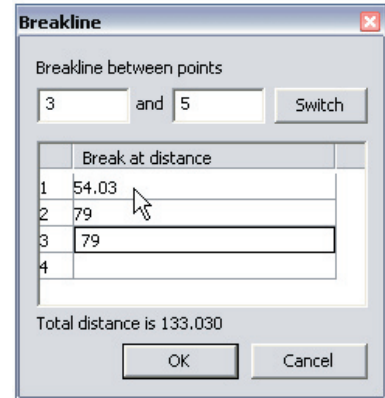 Breakline
Breakline between points
3 and 5 Switch
Break at distance
1 54.03
2 79
3 79
4
Total distance is 133.030
OK Cancel